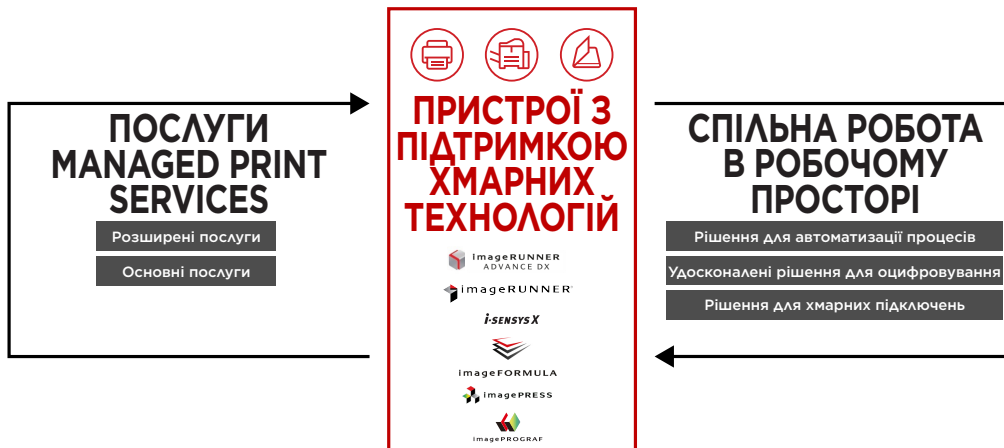 ПОСЛУГИ
MANAGED PRINT
SERVICES
Розширені послуги
Основні послуги
ПРИСТРОЇ З
ПІДТРИМКОЮ
ХМАРНИХ
ТЕХНОЛОГІЙ
imageRUNNER
ADVANCE DX
imageRUNNER
i-SENSYS X
imageFORMULA
imagePRESS
imagePROGRAF
СПІЛЬНА РОБОТА
В РОБОЧОМУ
ПРОСТОРІ
Рішення для автоматизації процесів
Удосконалені рішення для оцифровування
Рішення для хмарних підключень